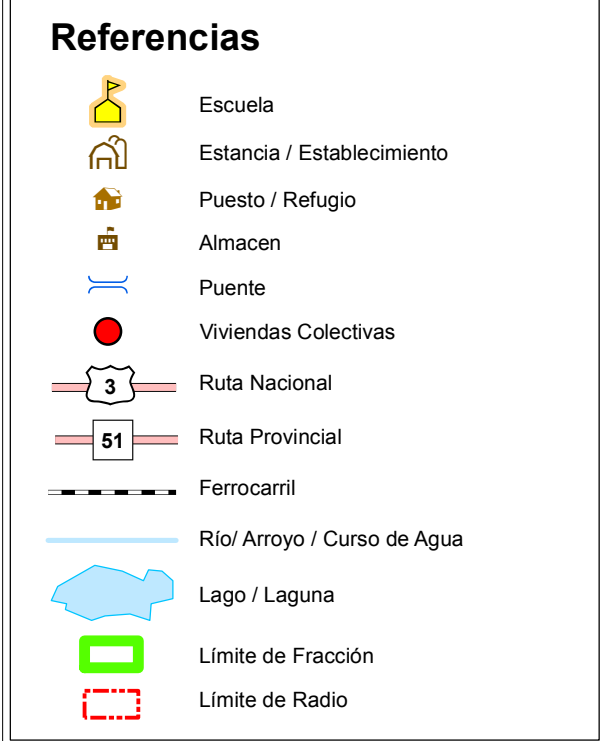 Referencias
Escuela
Estancia / Establecimiento
Puesto / Refugio
Almacen
Puente
Viviendas Colectivas
3 Ruta Nacional
51 Ruta Provincial
Ferrocarril
Río/ Arroyo / Curso de Agua
Lago / Laguna
Límite de Fracción
Límite de Radio